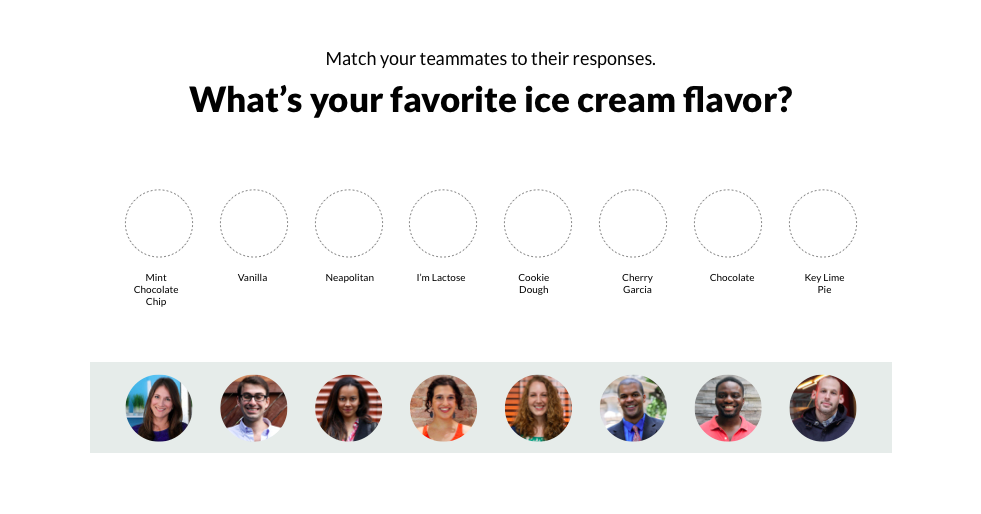 Match your teammates to their responses.
What’s your favorite ice cream flavor?
Mint
Chocolate
Chip
Vanilla
Neapolitan
I’m Lactose
Cookie
Dough
Cherry
Garcia
Chocolate
Key Lime
Pie